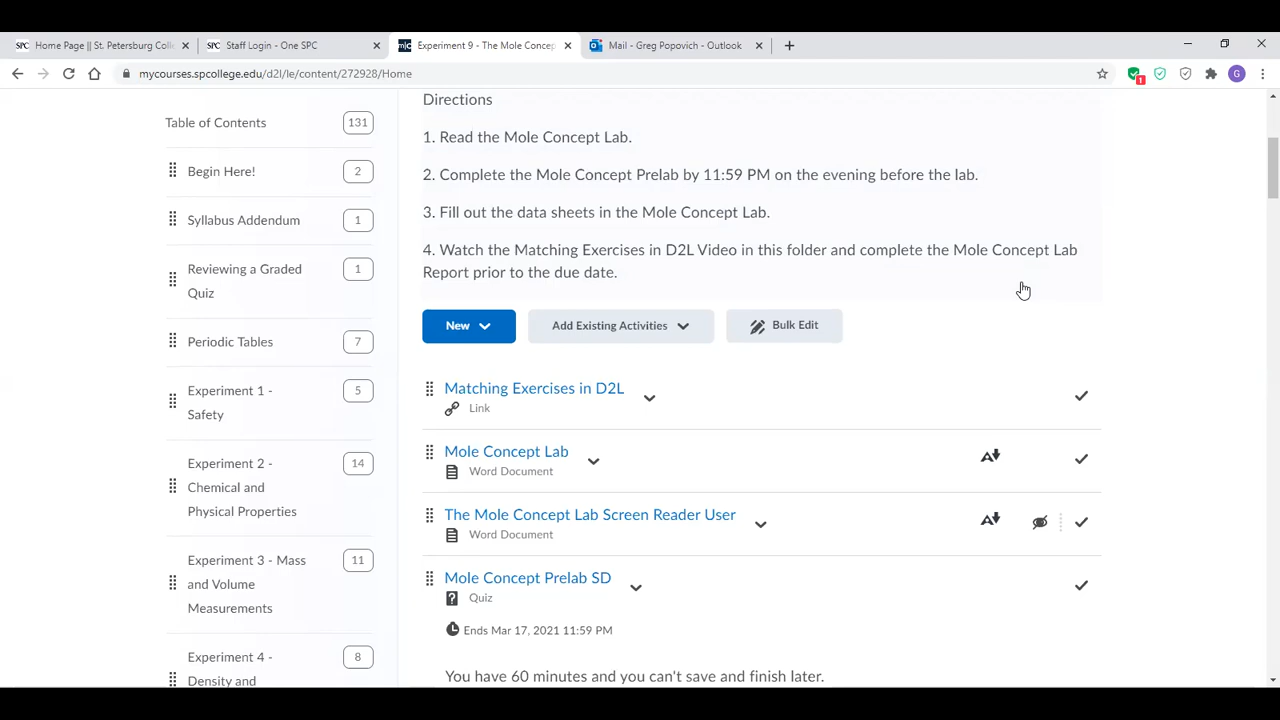 SPC Home Page || St. Petersburg Coll
SPC Staff Login - One SPC
Experiment 9 - The Mole Concep
Mail - Greg Popovich - Outlook
mycourses.spcollege.edu/d2l/le/content/272928/Home
1
G
Table of Contents
131
Begin Here!
2
Syllabus Addendum
1
Reviewing a Graded
Quiz
1
Periodic Tables
7
Experiment 1 -
Safety
5
Experiment 2 -
Chemical and
Physical Properties
14
Experiment 3 - Mass
and Volume
Measurements
11
Experiment 4 -
Density and
8
Directions
1. Read the Mole Concept Lab.
2. Complete the Mole Concept Prelab by 11:59 PM on the evening before the lab.
3. Fill out the data sheets in the Mole Concept Lab.
4. Watch the Matching Exercises in D2L Video in this folder and complete the Mole Concept Lab
Report prior to the due date.
New
Add Existing Activities
Bulk Edit
Matching Exercises in D2L
Link
Mole Concept Lab
Word Document
The Mole Concept Lab Screen Reader User
Word Document
Mole Concept Prelab SD
Quiz
Ends Mar 17, 2021 11:59 PM
You have 60 minutes and you can't save and finish later.